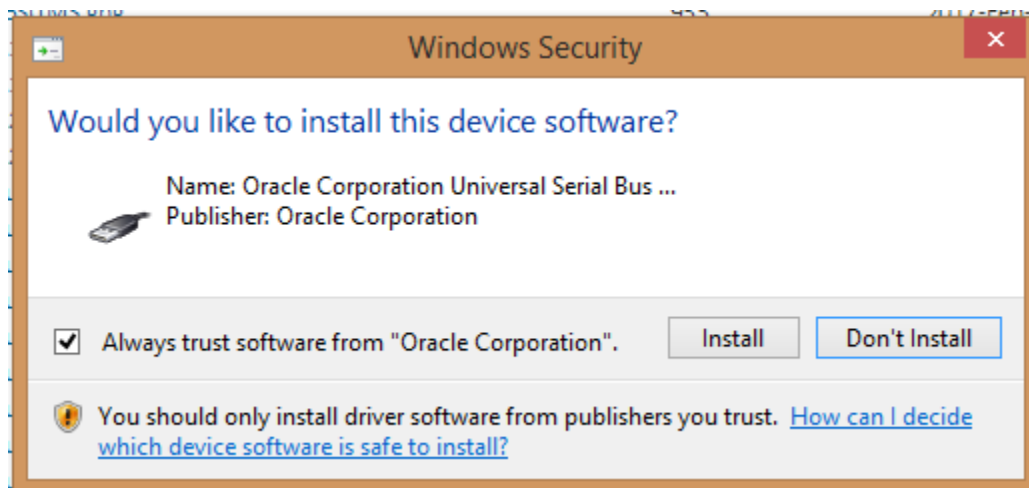 Windows Security
Would you like to install this device software?
Name: Oracle Corporation Universal Serial Bus ...
Publisher: Oracle Corporation
Always trust software from "Oracle Corporation".
Install
Don't Install
You should only install driver software from publishers you trust. How can I decide
which device software is safe to install?